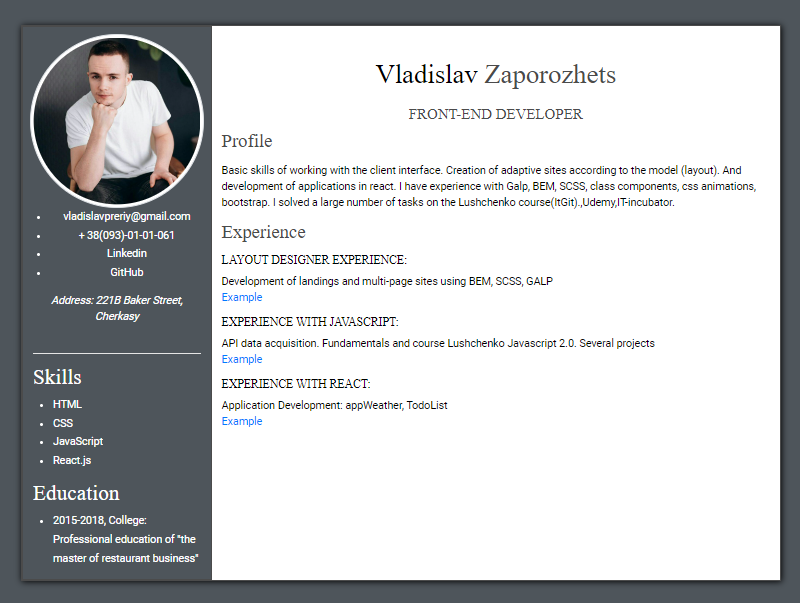 vladislavpreriy@gmail.com
+ 38(093)-01-01-061
Linkedin
GitHub
Address: 221B Baker Street,
Cherkasy
Skills
HTML
CSS
JavaScript
React.js
Education
2015-2018, College:
Professional education of "the
master of restaurant business"
Vladislav Zaporozhets
FRONT-END DEVELOPER
Profile
Basic skills of working with the client interface. Creation of adaptive sites according to the model (layout). And
development of applications in react. I have experience with Galp, BEM, SCSS, class components, css animations,
bootstrap. I solved a large number of tasks on the Lushchenko course(ItGit).,Udemy,IT-incubator.
Experience
LAYOUT DESIGNER EXPERIENCE:
Development of landings and multi-page sites using BEM, SCSS, GALP
Example
EXPERIENCE WITH JAVASCRIPT:
API data acquisition. Fundamentals and course Lushchenko Javascript 2.0. Several projects
Example
EXPERIENCE WITH REACT:
Application Development: appWeather, TodoList
Example